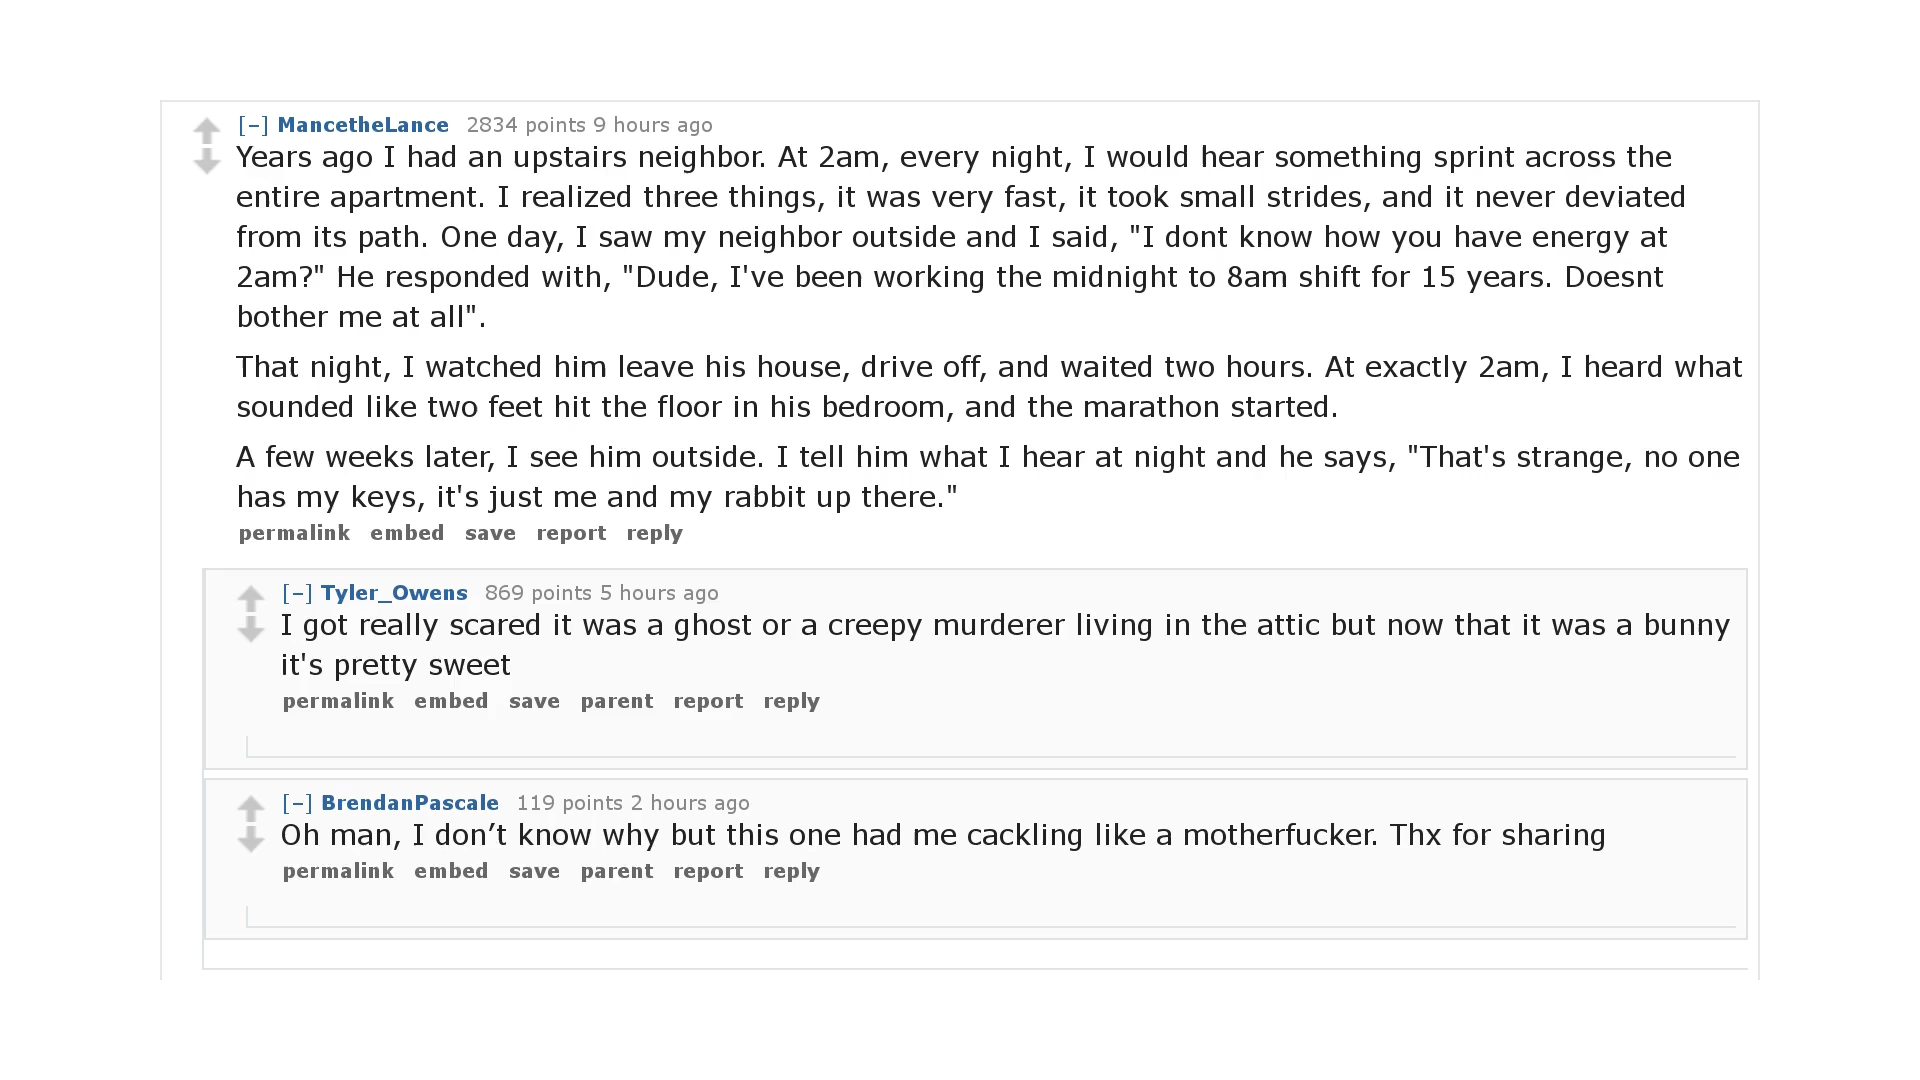 [–] MancetheLance 2834 points 9 hours ago
Years ago I had an upstairs neighbor. At 2am, every night, I would hear something sprint across the
entire apartment. I realized three things, it was very fast, it took small strides, and it never deviated
from its path. One day, I saw my neighbor outside and I said, "I dont know how you have energy at
2am?" He responded with, "Dude, I've been working the midnight to 8am shift for 15 years. Doesnt
bother me at all".
That night, I watched him leave his house, drive off, and waited two hours. At exactly 2am, I heard what
sounded like two feet hit the floor in his bedroom, and the marathon started.
A few weeks later, I see him outside. I tell him what I hear at night and he says, "That's strange, no one
has my keys, it's just me and my rabbit up there."
permalink embed save report reply
[–] Tyler_Owens 869 points 5 hours ago
I got really scared it was a ghost or a creepy murderer living in the attic but now that it was a bunny
it's pretty sweet
permalink embed save parent report reply
[–] BrendanPascale 119 points 2 hours ago
Oh man, I don’t know why but this one had me cackling like a motherfucker. Thx for sharing
permalink embed save parent report reply